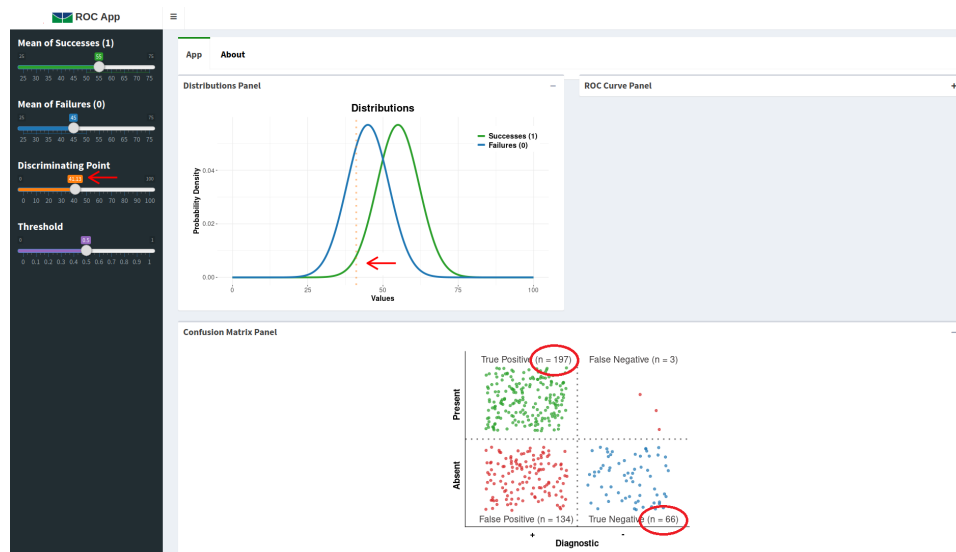 ROC App
Mean of Successes (1)
25 55 75
25 30 35 40 45 50 55 60 65 70 75
Mean of Failures (0)
25 45 75
25 30 35 40 45 50 55 60 65 70 75
Discriminating Point
0 41.13 100
0 10 20 30 40 50 60 70 80 90 100
Threshold
0 0.5 1
0 0.1 0.2 0.3 0.4 0.5 0.6 0.7 0.8 0.9 1
App About
Distributions Panel
Distributions
Successes (1)
Failures (0)
Probability Density
0.04
0.02
0.00
0 25 50 75 100
Values
ROC Curve Panel
Confusion Matrix Panel
True Positive (n = 197) False Negative (n = 3)
Present
Absent
False Positive (n = 134) True Negative (n = 66)
+ -
Diagnostic